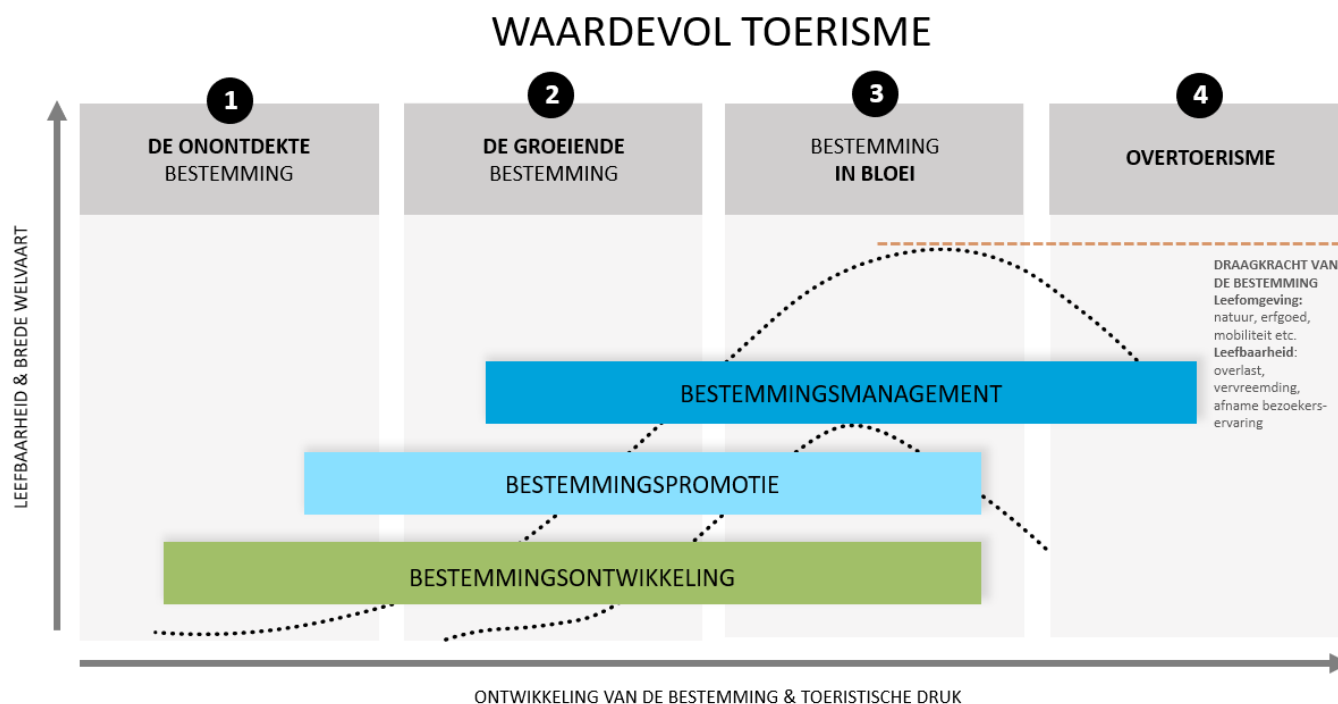 WAARDEVOL TOERISME
1
DE ONONTDEKTE
BESTEMMING
2
DE GROEIENDE
BESTEMMING
3
BESTEMMING
IN BLOEI
4
OVERTOERISME
LEEFBAARHEID & BREDE WELVAART
DRAAGKRACHT VAN
DE BESTEMMING
Leefomgeving:
natuur, erfgoed,
mobiliteit etc.
Leefbaarheid:
overlast,
vervreemding,
afname bezoekers-
ervaring
BESTEMMINGSMANAGEMENT
BESTEMMINGSPROMOTIE
BESTEMMINGSONTWIKKELING
ONTWIKKELING VAN DE BESTEMMING & TOERISTISCHE DRUK